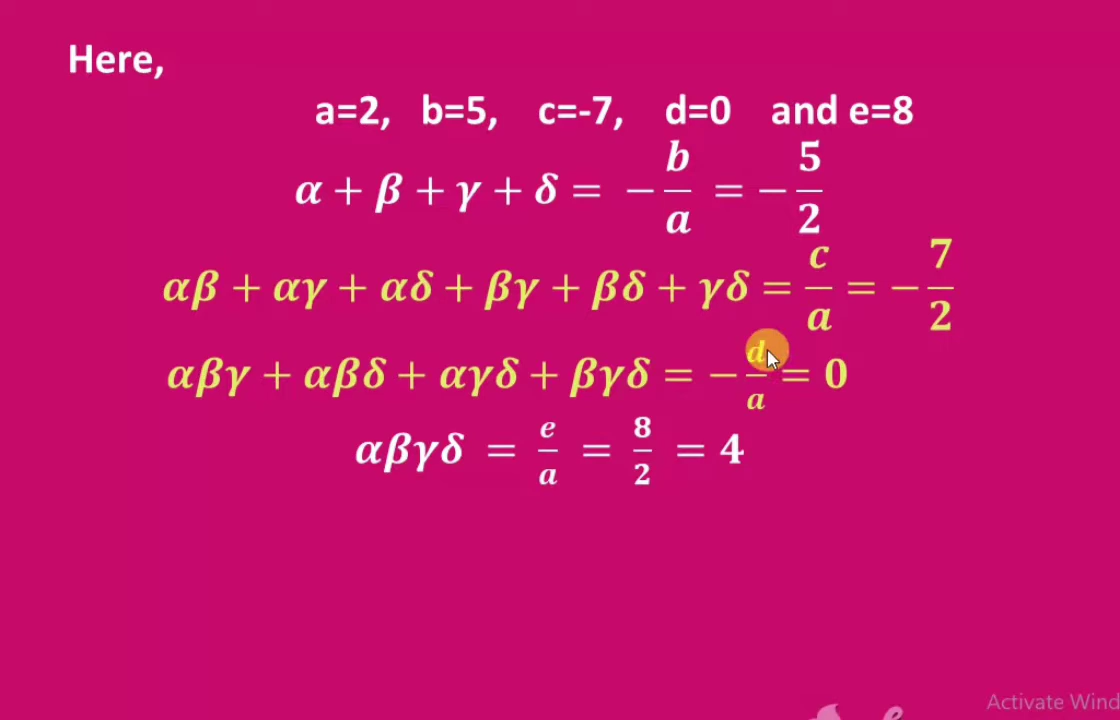 Here,
a=2, b=5, c=-7, d=0 and e=8
α + β + γ + δ = − b/a = − 5/2
αβ + αγ + αδ + βγ + βδ + γδ = c/a = − 7/2
αβγ + αβδ + αγδ + βγδ = − d/a = 0
αβγδ = e/a = 8/2 = 4
Activate Wind